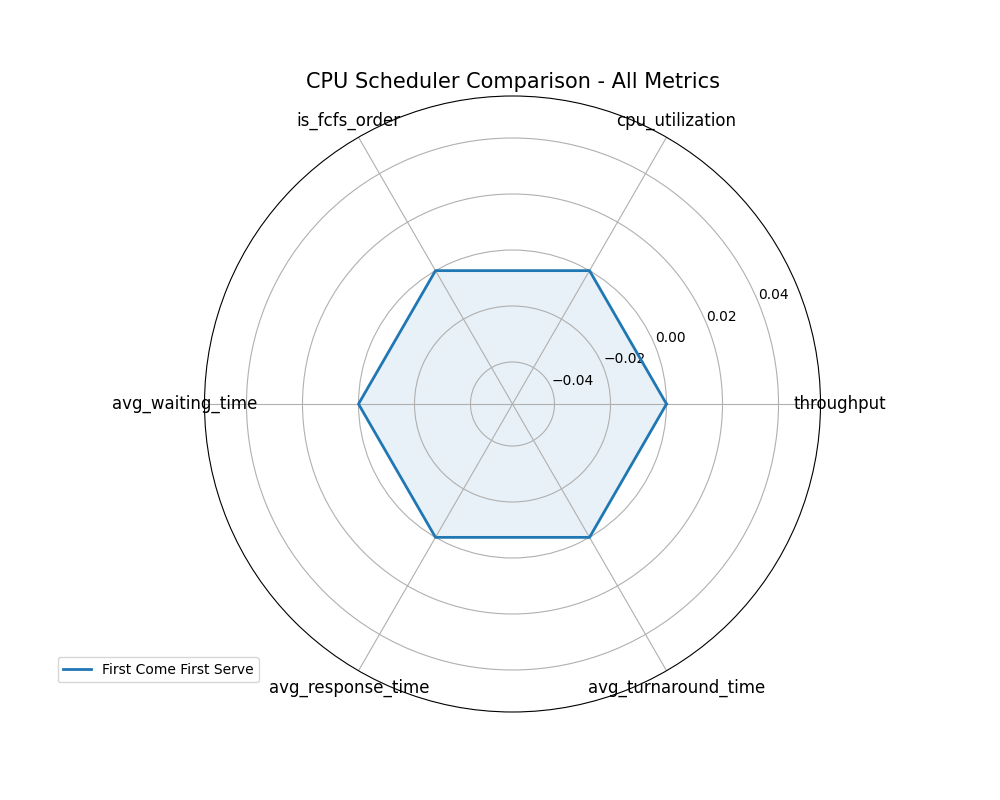 CPU Scheduler Comparison - All Metrics
is_fcfs_order
cpu_utilization
0.04
0.02
0.00
−0.02
−0.04
avg_waiting_time
throughput
First Come First Serve
avg_response_time
avg_turnaround_time